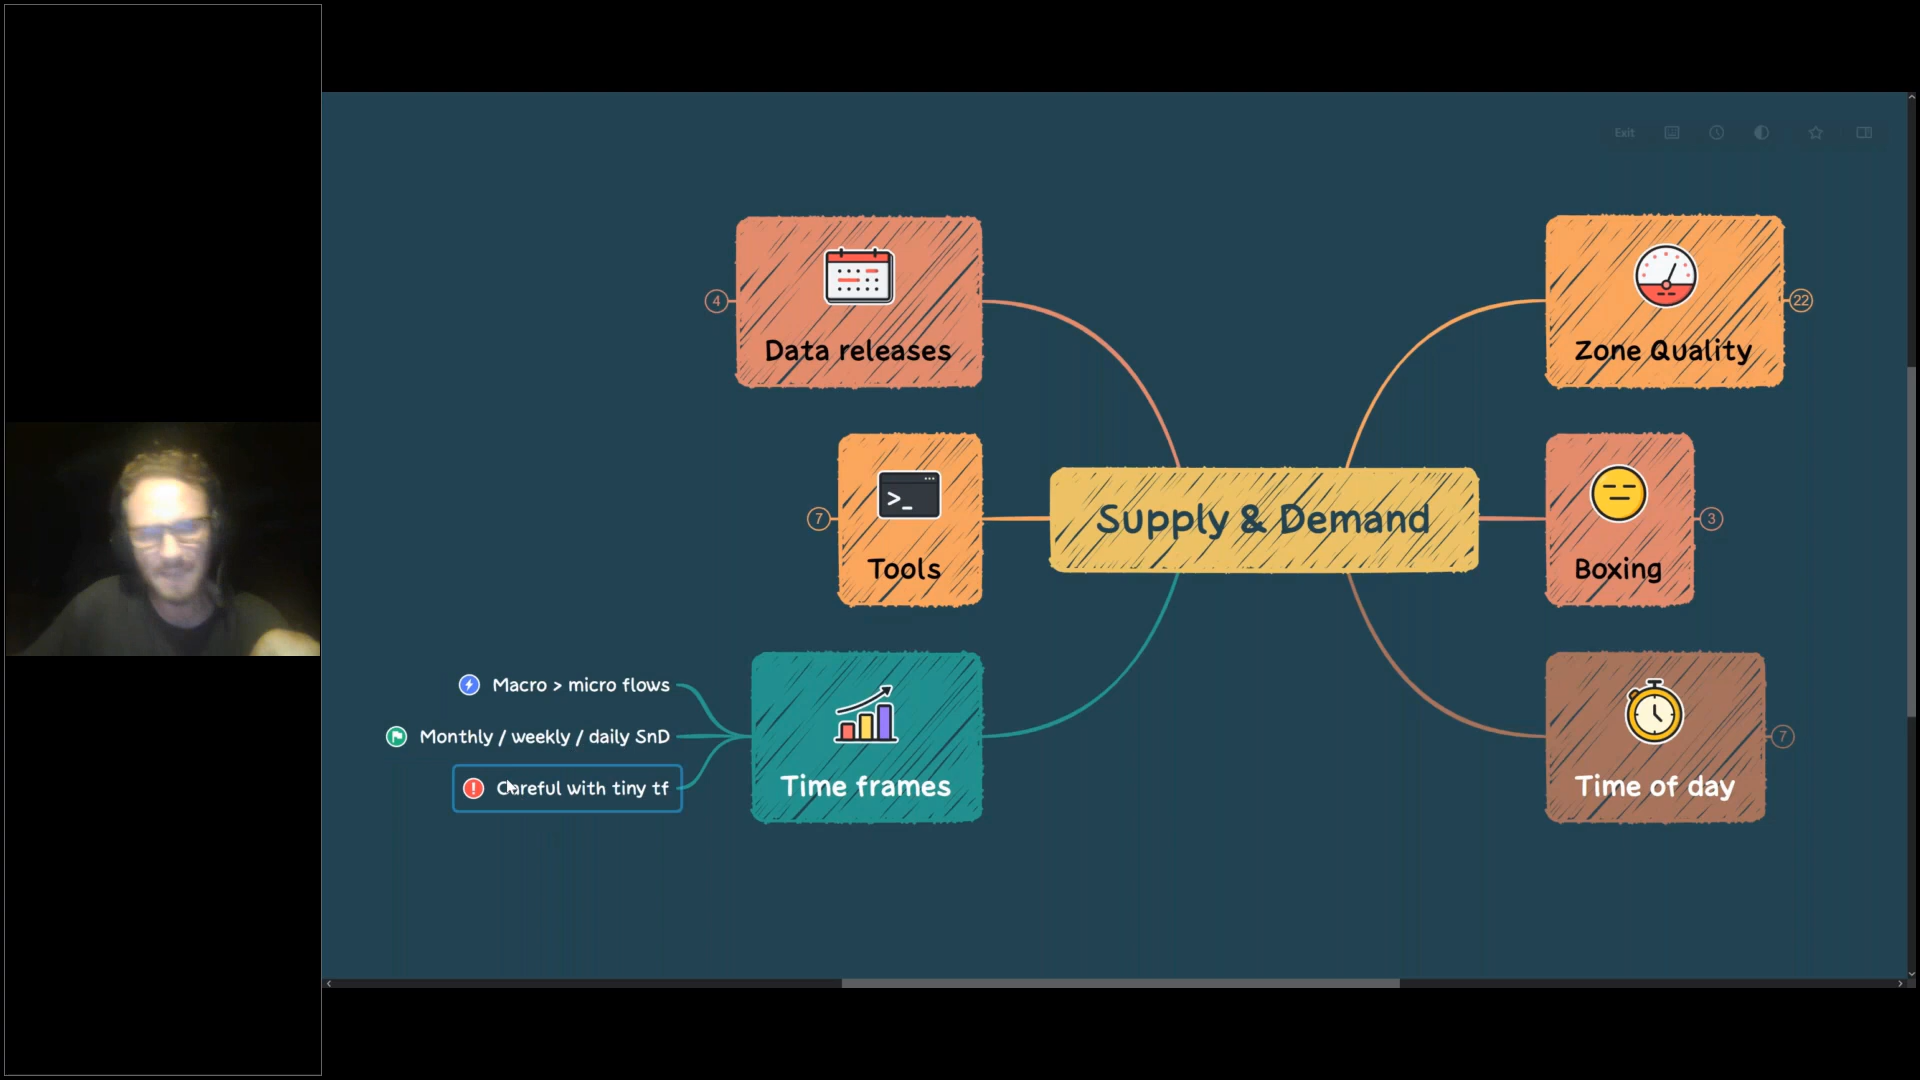 Exit
4
Data releases
Zone Quality
22
>_
7
Tools
Supply & Demand
Boxing
3
Macro > micro flows
Monthly / weekly / daily SnD
! Careful with tiny tf
Time frames
Time of day
7